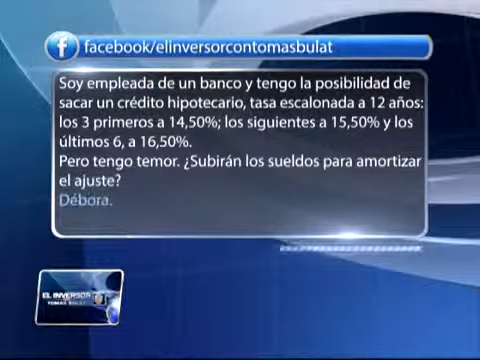 facebook/elinversorcontomasbulat
Soy empleada de un banco y tengo la posibilidad de
sacar un crédito hipotecario, tasa escalonada a 12 años:
los 3 primeros a 14,50%; los siguientes a 15,50% y los
últimos 6, a 16,50%.
Pero tengo temor. ¿Subirán los sueldos para amortizar
el ajuste?
Débora.
EL INVERSOR
TOMAS BULAT